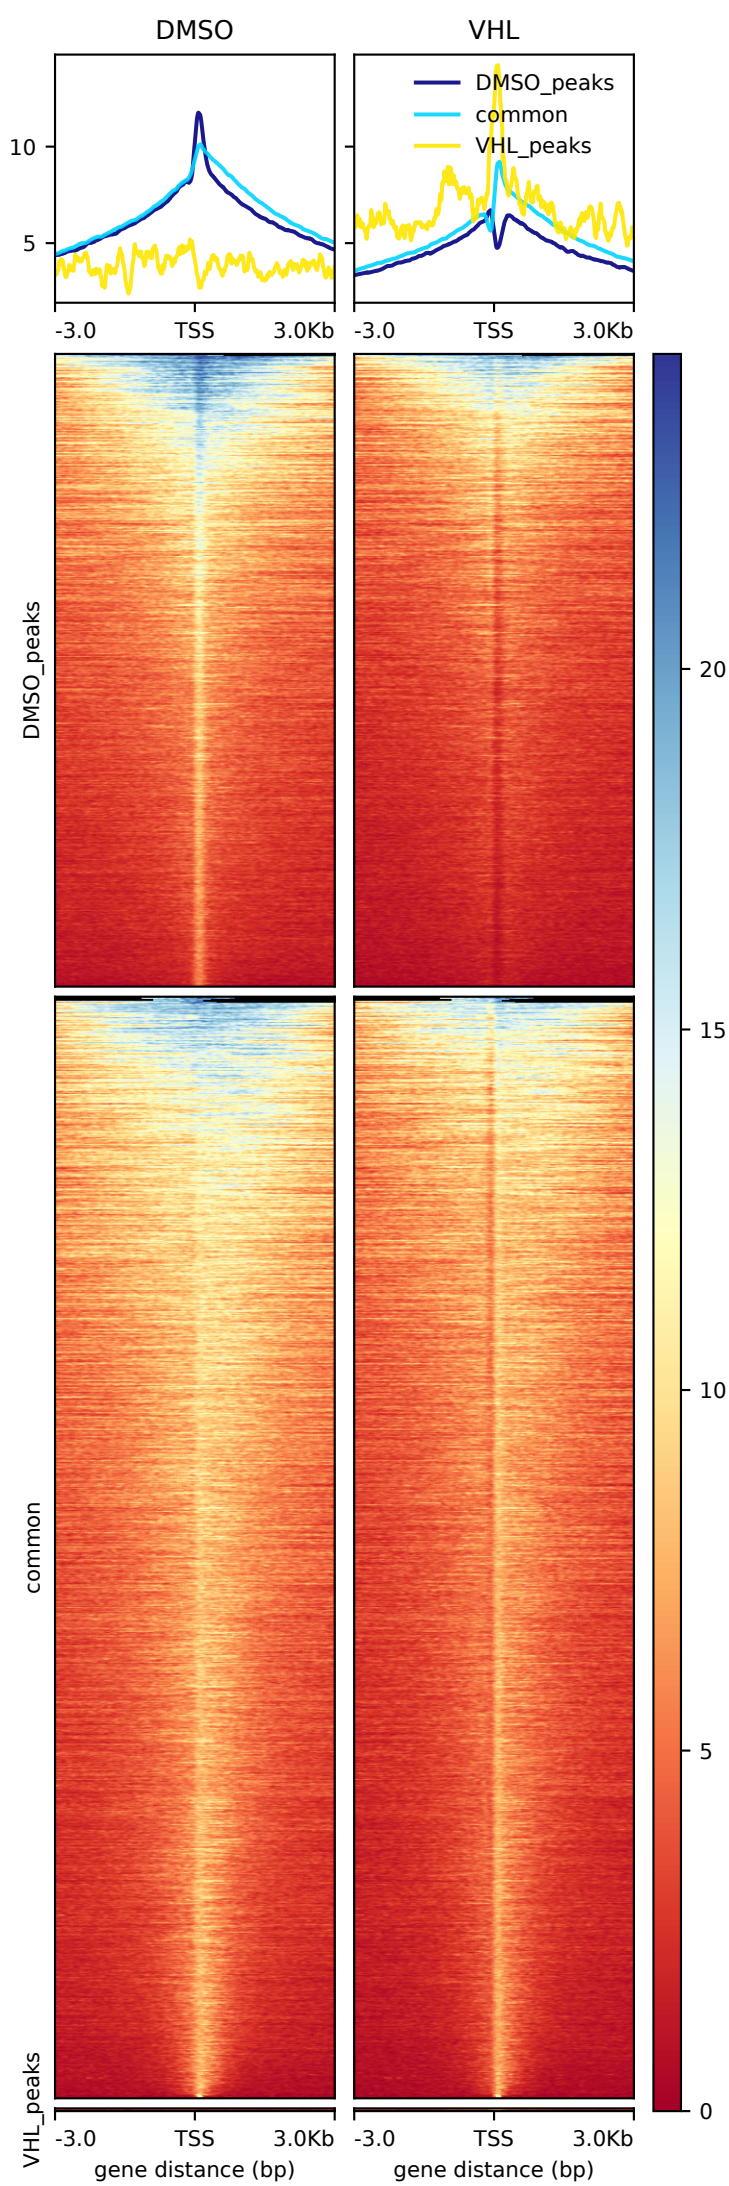 DMSO VHL
10
5
DMSO_peaks
common
VHL_peaks
-3.0 TSS 3.0Kb -3.0 TSS 3.0Kb
DMSO_peaks
common
VHL_peaks
20
15
10
5
0
-3.0 TSS 3.0Kb -3.0 TSS 3.0Kb
gene distance (bp) gene distance (bp)